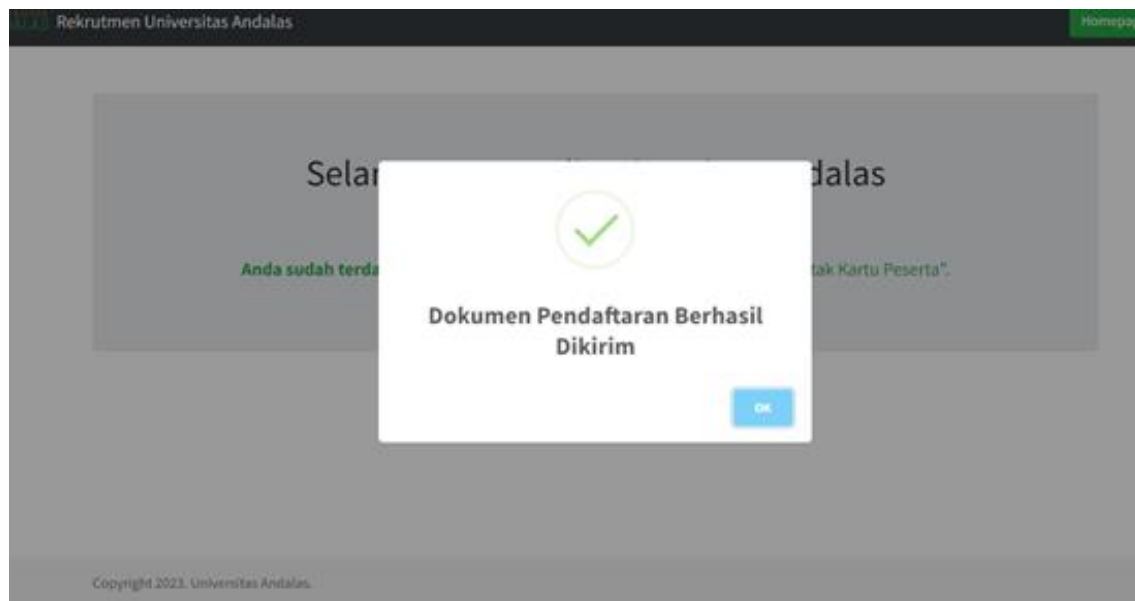 Rekrutmen Universitas Andalas
Homepag
Selar
dalas
Anda sudah terda
tak Kartu Peserta".
Dokumen Pendaftaran Berhasil
Dikirim
OK
Copyright 2023. Universitas Andalas.